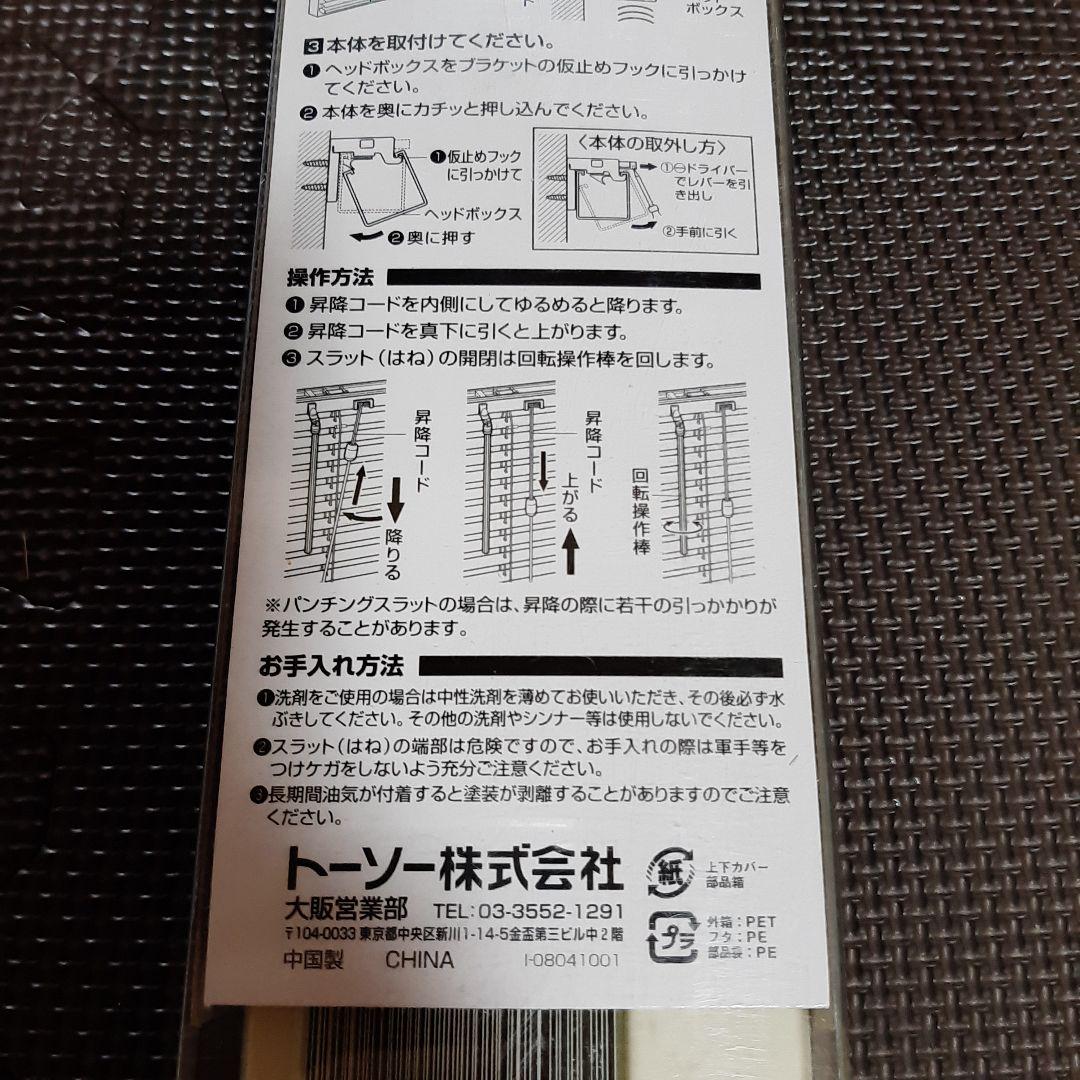 ボックス
3 本体を取付けてください。
❶ ヘッドボックスをブラケットの仮止めフックに引っかけ
てください。
❷ 本体を奥にカチッと押し込んでください。
❶仮止めフック
に引っかけて
ヘッドボックス
❷奥に押す
〈本体の取外し方〉
①⊖ドライバー
でレバーを引
き出し
②手前に引く
操作方法
❶ 昇降コードを内側にしてゆるめると降ります。
❷ 昇降コードを真下に引くと上がります。
❸ スラット(はね)の開閉は回転操作棒を回します。
昇降コード
降りる
昇降コード
上がる
回転操作棒
※パンチングスラットの場合は、昇降の際に若干の引っかかりが
発生することがあります。
お手入れ方法
❶洗剤をご使用の場合は中性洗剤を薄めてお使いいただき、その後必ず水
ぶきしてください。その他の洗剤やシンナー等は使用しないでください。
❷スラット(はね)の端部は危険ですので、お手入れの際は軍手等を
つけケガをしないよう充分ご注意ください。
❸長期間油気が付着すると塗装が剥離することがありますのでご注意
ください。
トーソー株式会社
大阪営業部 TEL:03-3552-1291
〒104-0033 東京都中央区新川1-14-5金盃第三ビル中2階
中国製 CHINA I-08041001
紙
上下カバー
部品箱
プラ
外箱:PET
フタ:PE
部品袋:PE